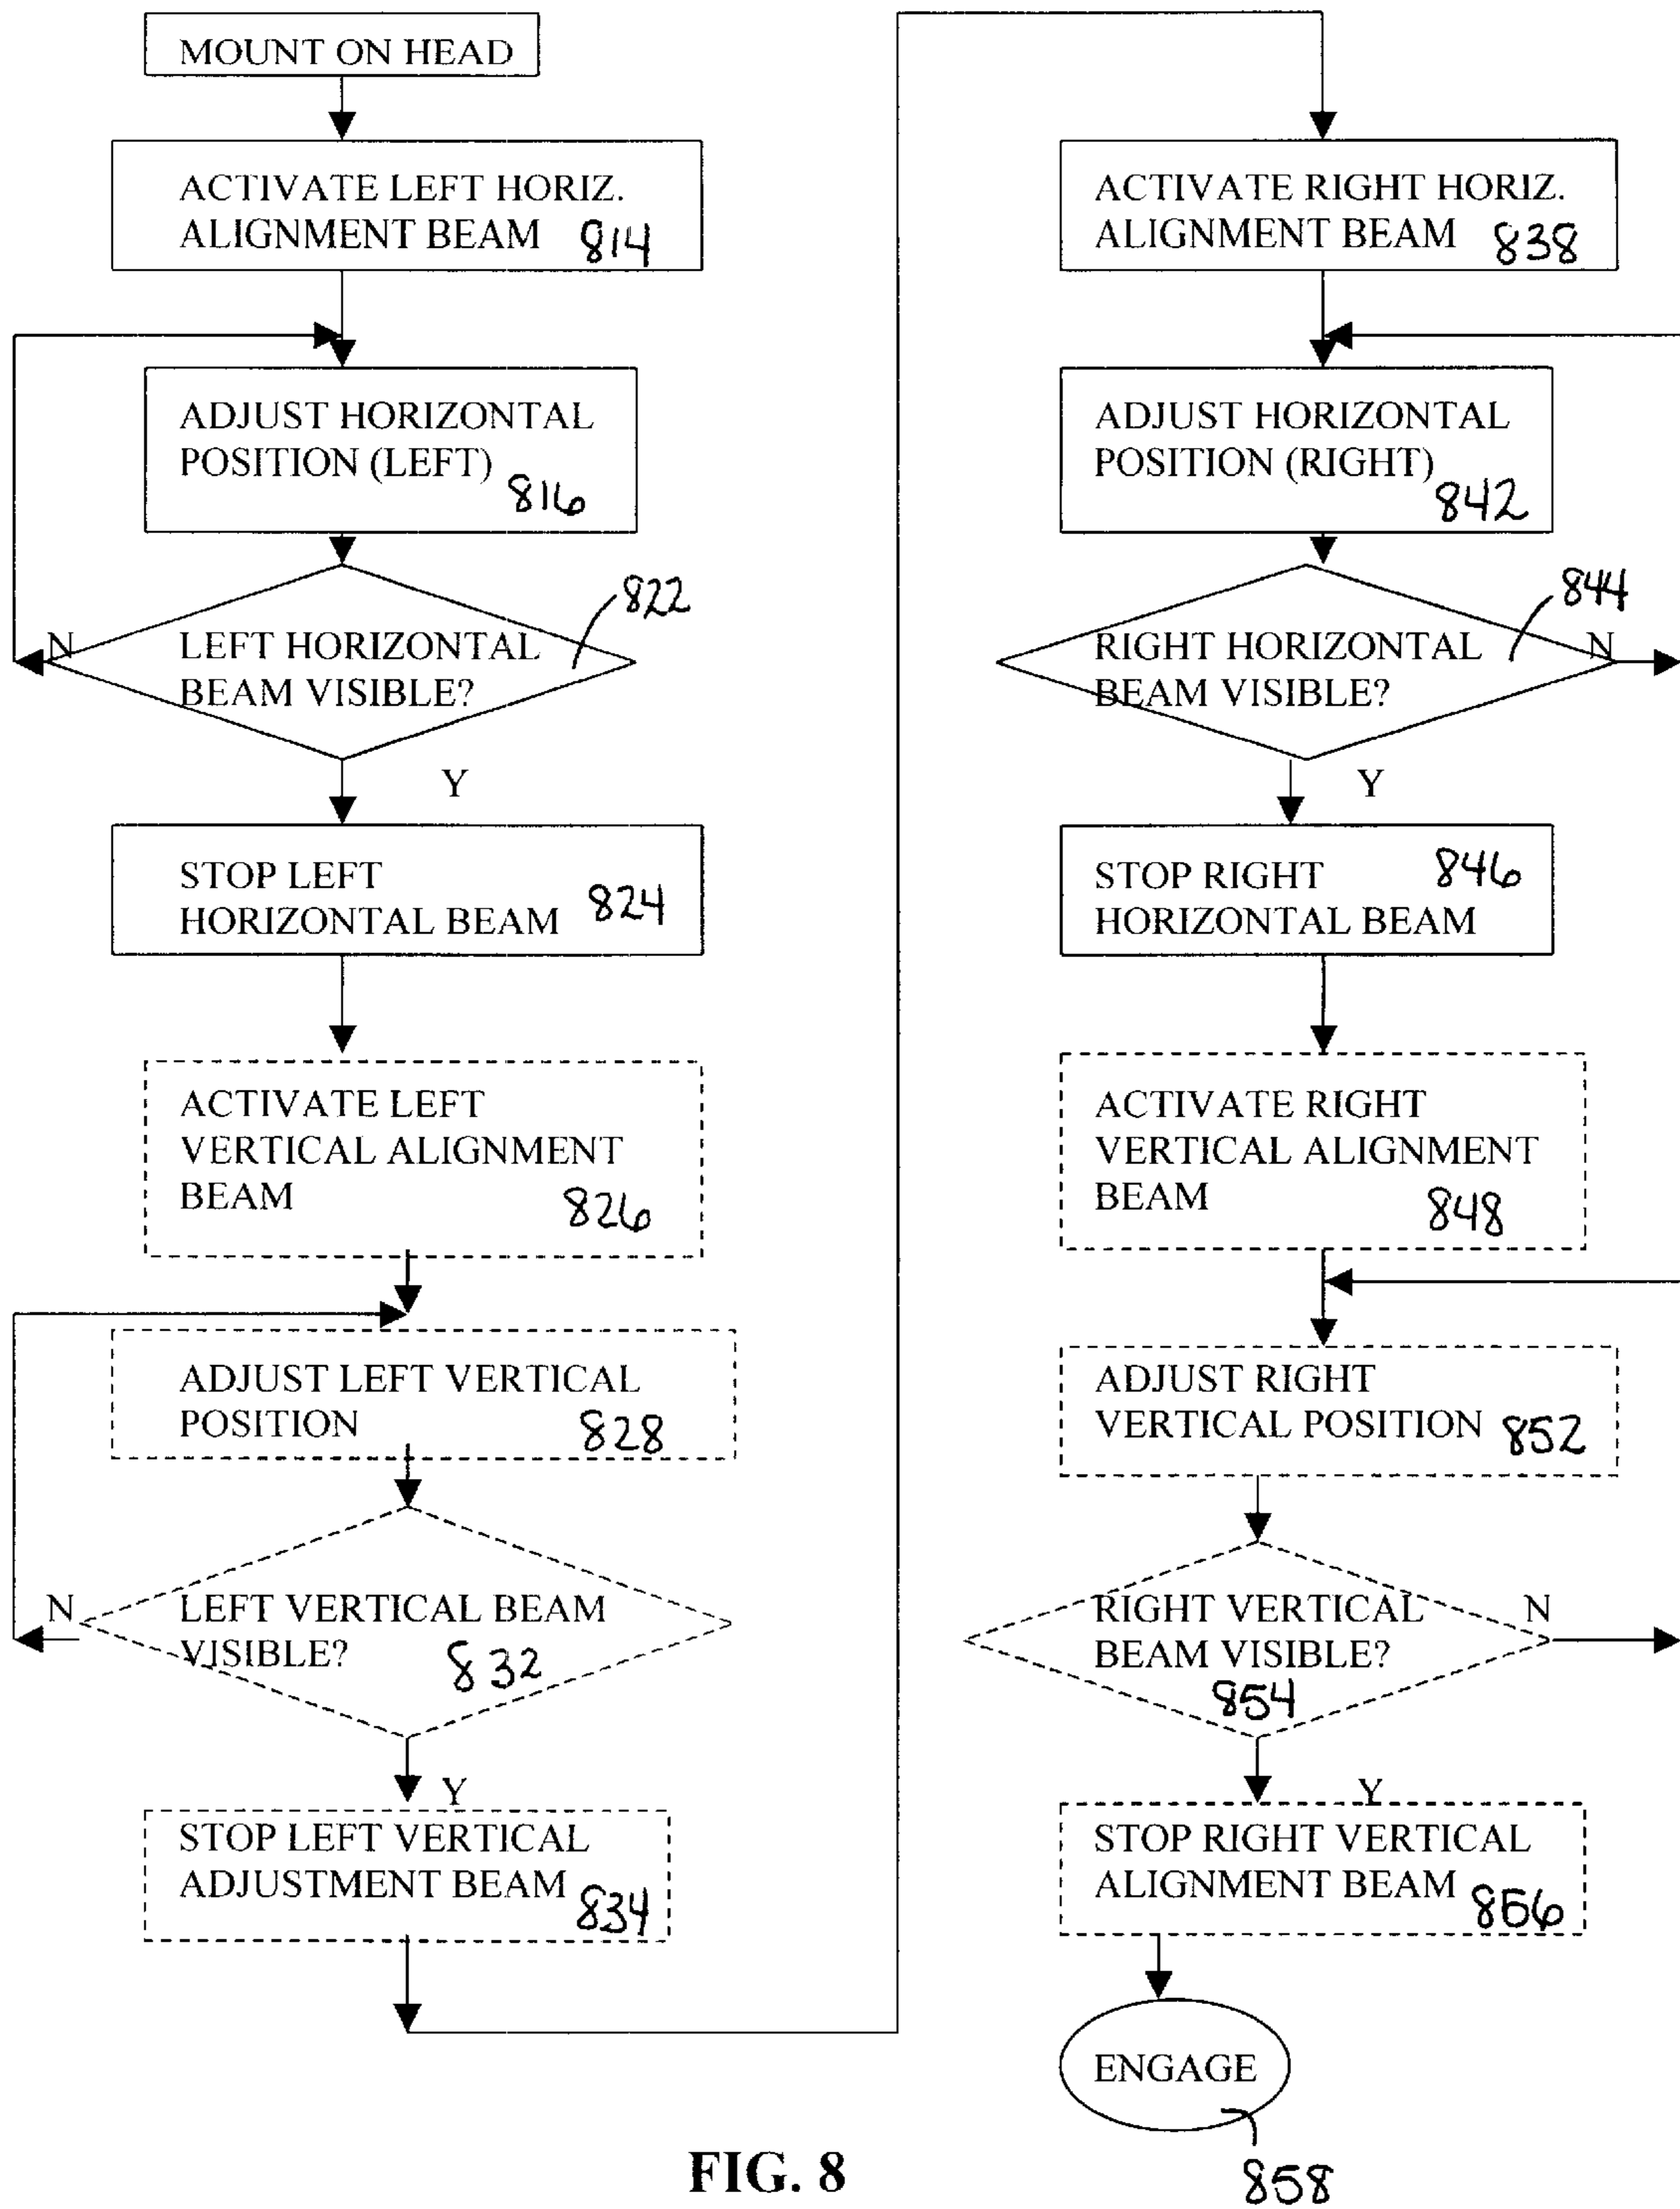 MOUNT ON HEAD
ACTIVATE LEFT HORIZ.
ALIGNMENT BEAM 814
ADJUST HORIZONTAL
POSITION (LEFT)
816
822
N
LEFT HORIZONTAL
BEAM VISIBLE?
Y
STOP LEFT
HORIZONTAL BEAM 824
ACTIVATE LEFT
VERTICAL ALIGNMENT
BEAM 826
ADJUST LEFT VERTICAL
POSITION 828
N
LEFT VERTICAL BEAM
VISIBLE? 832
Y
STOP LEFT VERTICAL
ADJUSTMENT BEAM 834
ACTIVATE RIGHT HORIZ.
ALIGNMENT BEAM 838
ADJUST HORIZONTAL
POSITION (RIGHT)
842
844
RIGHT HORIZONTAL N
BEAM VISIBLE?
Y
STOP RIGHT 846
HORIZONTAL BEAM
ACTIVATE RIGHT
VERTICAL ALIGNMENT
BEAM 848
ADJUST RIGHT
VERTICAL POSITION 852
RIGHT VERTICAL N
BEAM VISIBLE?
854
Y
STOP RIGHT VERTICAL
ALIGNMENT BEAM 856
ENGAGE
858
FIG. 8